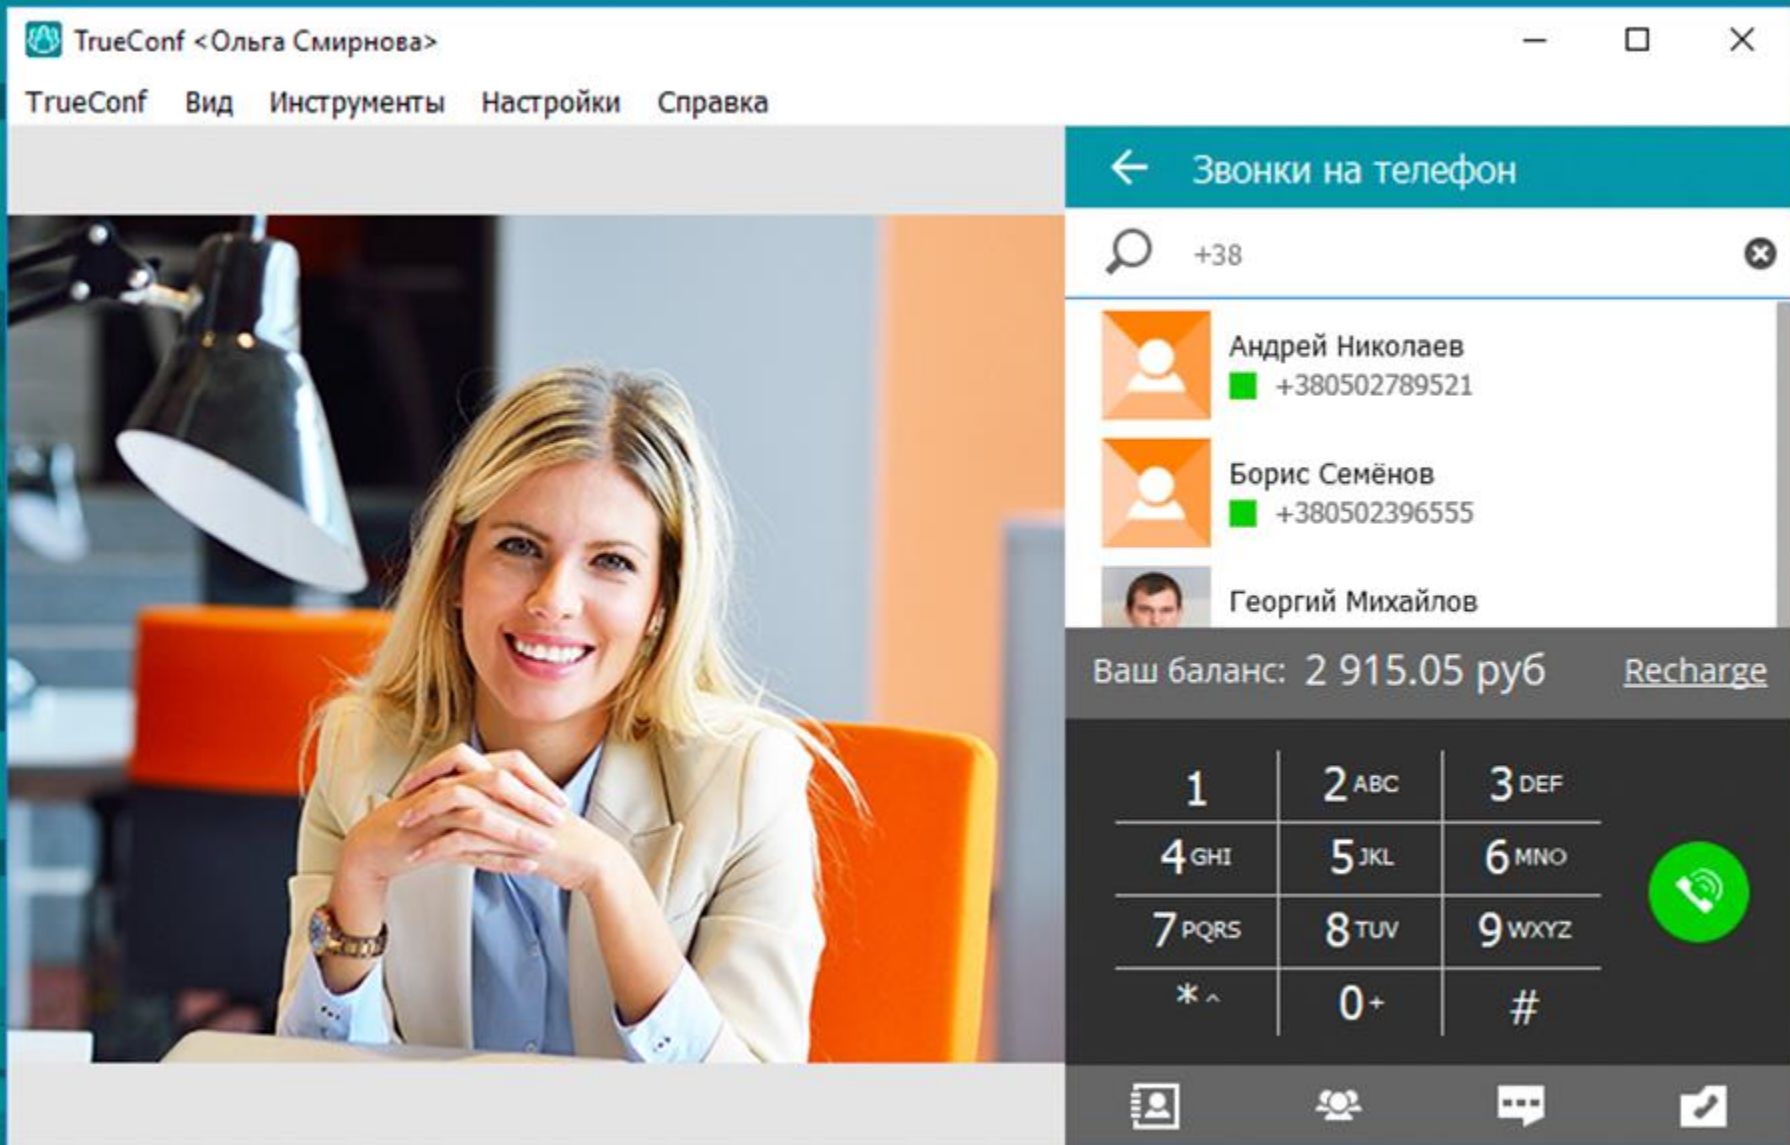 TrueConf <Ольга Смирнова>
TrueConf Вид Инструменты Настройки Справка
Звонки на телефон
+38
Андрей Николаев
+380502789521
Борис Семёнов
+380502396555
Георгий Михайлов
Ваш баланс: 2 915.05 руб Recharge
1 2 ABC 3 DEF
4 GHI 5 JKL 6 MNO
7 PQRS 8 TUV 9 WXYZ
* ^ 0 + #